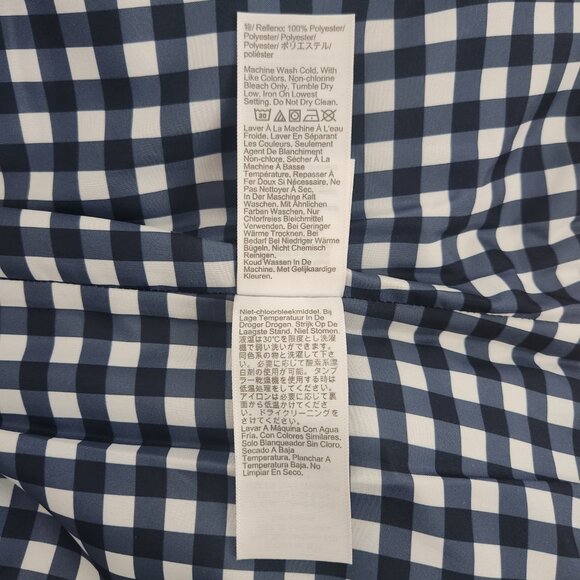 物/ Relleno: 100% Polyester/
Polyester/ Polyester/
Polyester/ ポリエステル/
poliéster
Machine Wash Cold, With
Like Colors. Non-chlorine
Bleach Only, Tumble Dry
Low, Iron On Lowest
Setting. Do Not Dry Clean.
30
Laver À La Machine À L'eau
Froide. Laver En Séparant
Les Couleurs, Seulement
Agent De Blanchiment
Non-chlore. Sécher À La
Machine À Basse
Température, Repasser À
Fer Doux Si Nécessaire, Ne
Pas Nettoyer À Sec.
In Der Maschine Kalt
Waschen. Mit Ähnlichen
Farben Waschen. Nur
Chlorfreies Bleichmittel
Verwenden. Bei Geringer
Wärme Trocknen. Bei
Bedarf Bei Niedriger Wärme
Bügeln, Nicht Chemisch
Reinigen.
Koud Wassen In De
Machine. Met Gelijkaardige
Kleuren.
Niet-chloorbleekmiddel. Bij
Lage Temperatuur In De
Droger Drogen. Strijk Op De
Laagste Stand. Niet Stomen.
液温は30℃を限度とし洗濯
機で弱い洗いができます。
同色系の物と洗濯して下さ
い。必要に応じて酸素系漂
白剤の使用が可能。タンブ
ラー乾燥機を使用する時は
低温処理をしてください。
アイロンは必要に応じて裏
面から低温かけてくださ
い。ドライクリーニングを
さけてください。
Lavar A Máquina Con Agua
Fría. Con Colores Similares.
Solo Blanqueador Sin Cloro.
Secado A Baja
Temperatura, Planchar A
Temperatura Baja. No
Limpiar En Seco.